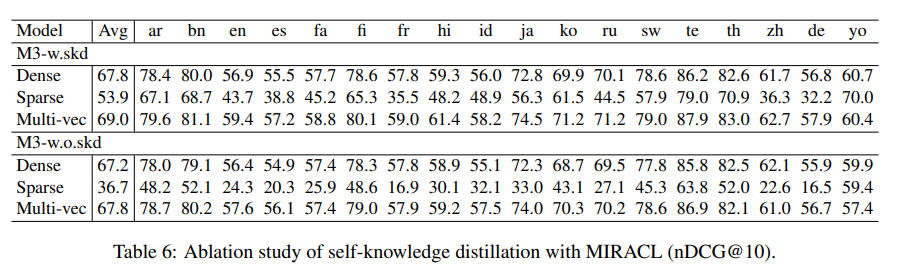 Model Avg ar bn en es fa fi fr hi id ja ko ru sw te th zh de yo
M3-w.skd
Dense 67.8 78.4 80.0 56.9 55.5 57.7 78.6 57.8 59.3 56.0 72.8 69.9 70.1 78.6 86.2 82.6 61.7 56.8 60.7
Sparse 53.9 67.1 68.7 43.7 38.8 45.2 65.3 35.5 48.2 48.9 56.3 61.5 44.5 57.9 79.0 70.9 36.3 32.2 70.0
Multi-vec 69.0 79.6 81.1 59.4 57.2 58.8 80.1 59.0 61.4 58.2 74.5 71.2 71.2 79.0 87.9 83.0 62.7 57.9 60.4
M3-w.o.skd
Dense 67.2 78.0 79.1 56.4 54.9 57.4 78.3 57.8 58.9 55.1 72.3 68.7 69.5 77.8 85.8 82.5 62.1 55.9 59.9
Sparse 36.7 48.2 52.1 24.3 20.3 25.9 48.6 16.9 30.1 32.1 33.0 43.1 27.1 45.3 63.8 52.0 22.6 16.5 59.4
Multi-vec 67.8 78.7 80.2 57.6 56.1 57.4 79.0 57.9 59.2 57.5 74.0 70.3 70.2 78.6 86.9 82.1 61.0 56.7 57.4
Table 6: Ablation study of self-knowledge distillation with MIRACL (nDCG@10).